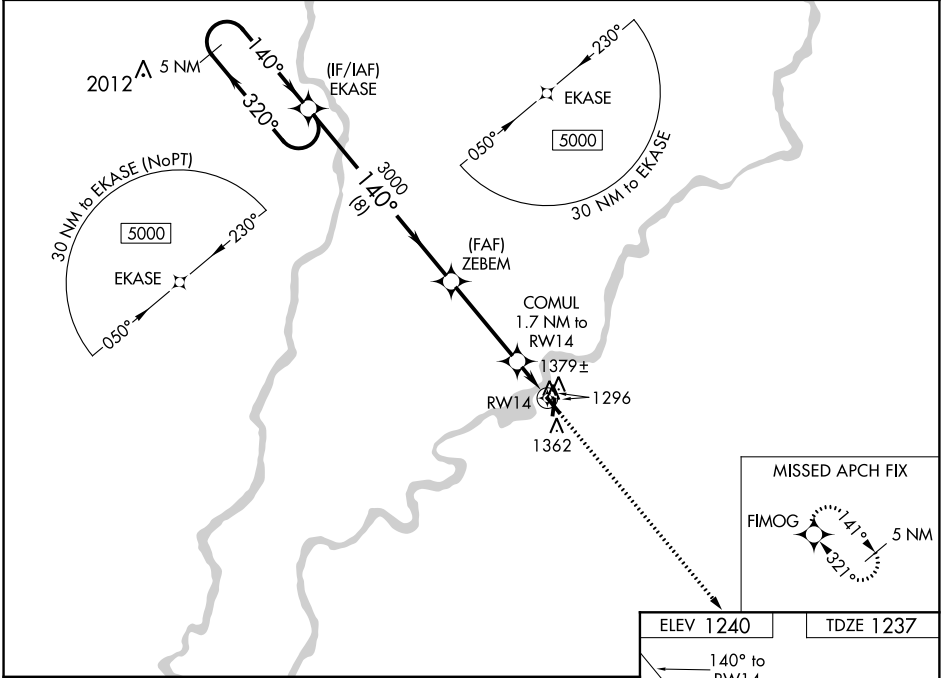 2012
5 NM
140°
320°
(IF/IAF)
EKASE
3000
140°
(8)
230°
EKASE
050°
5000
30 NM to EKASE
30 NM to EKASE (NoPT)
5000
230°
EKASE
050°
(FAF)
ZEBEM
COMUL
1.7 NM to
RW14
1379±
RW14
1296
1362
MISSED APCH FIX
FIMOG
141°
5 NM
321°
ELEV 1240
TDZE 1237
140° to
RW14